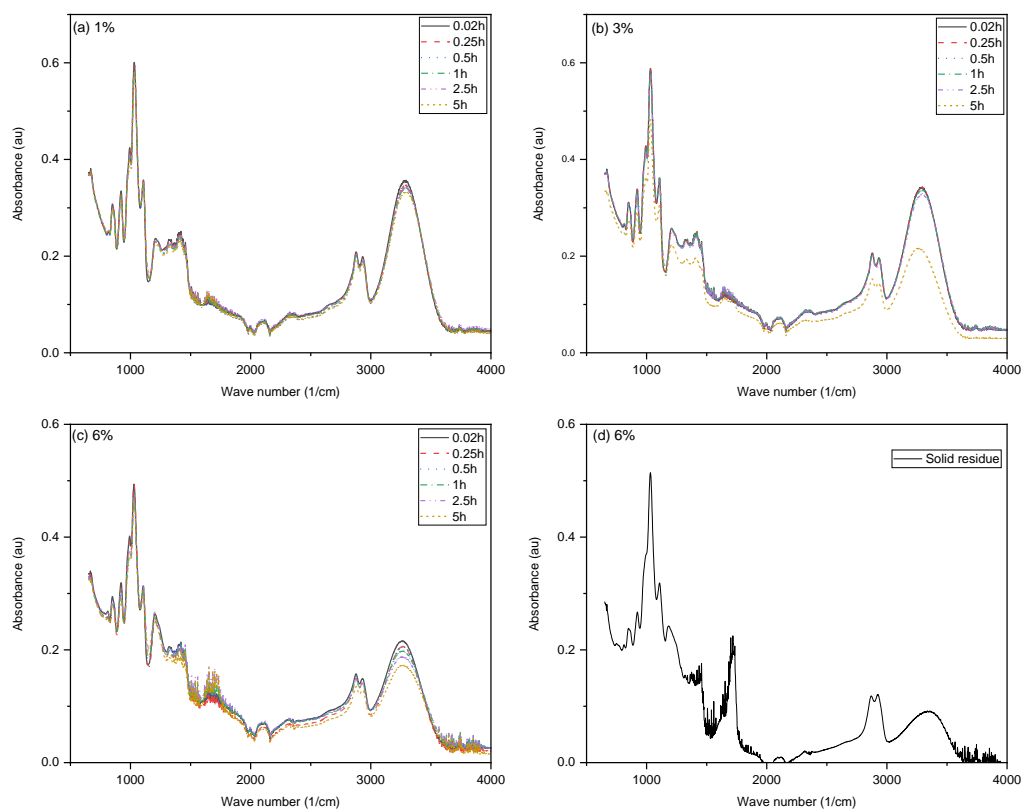 (a) 1%
0.02h
0.25h
0.5h
1h
2.5h
5h
0.6
0.4
0.2
0.0
Absorbance (au)
1000 2000 3000 4000
Wave number (1/cm)
(b) 3%
0.02h
0.25h
0.5h
1h
2.5h
5h
0.6
0.4
0.2
0.0
Absorbance (au)
1000 2000 3000 4000
Wave number (1/cm)
(c) 6%
0.02h
0.25h
0.5h
1h
2.5h
5h
0.6
0.4
0.2
0.0
Absorbance (au)
1000 2000 3000 4000
Wave number (1/cm)
(d) 6%
Solid residue
0.6
0.4
0.2
0.0
Absorbance (au)
1000 2000 3000 4000
Wave number (1/cm)